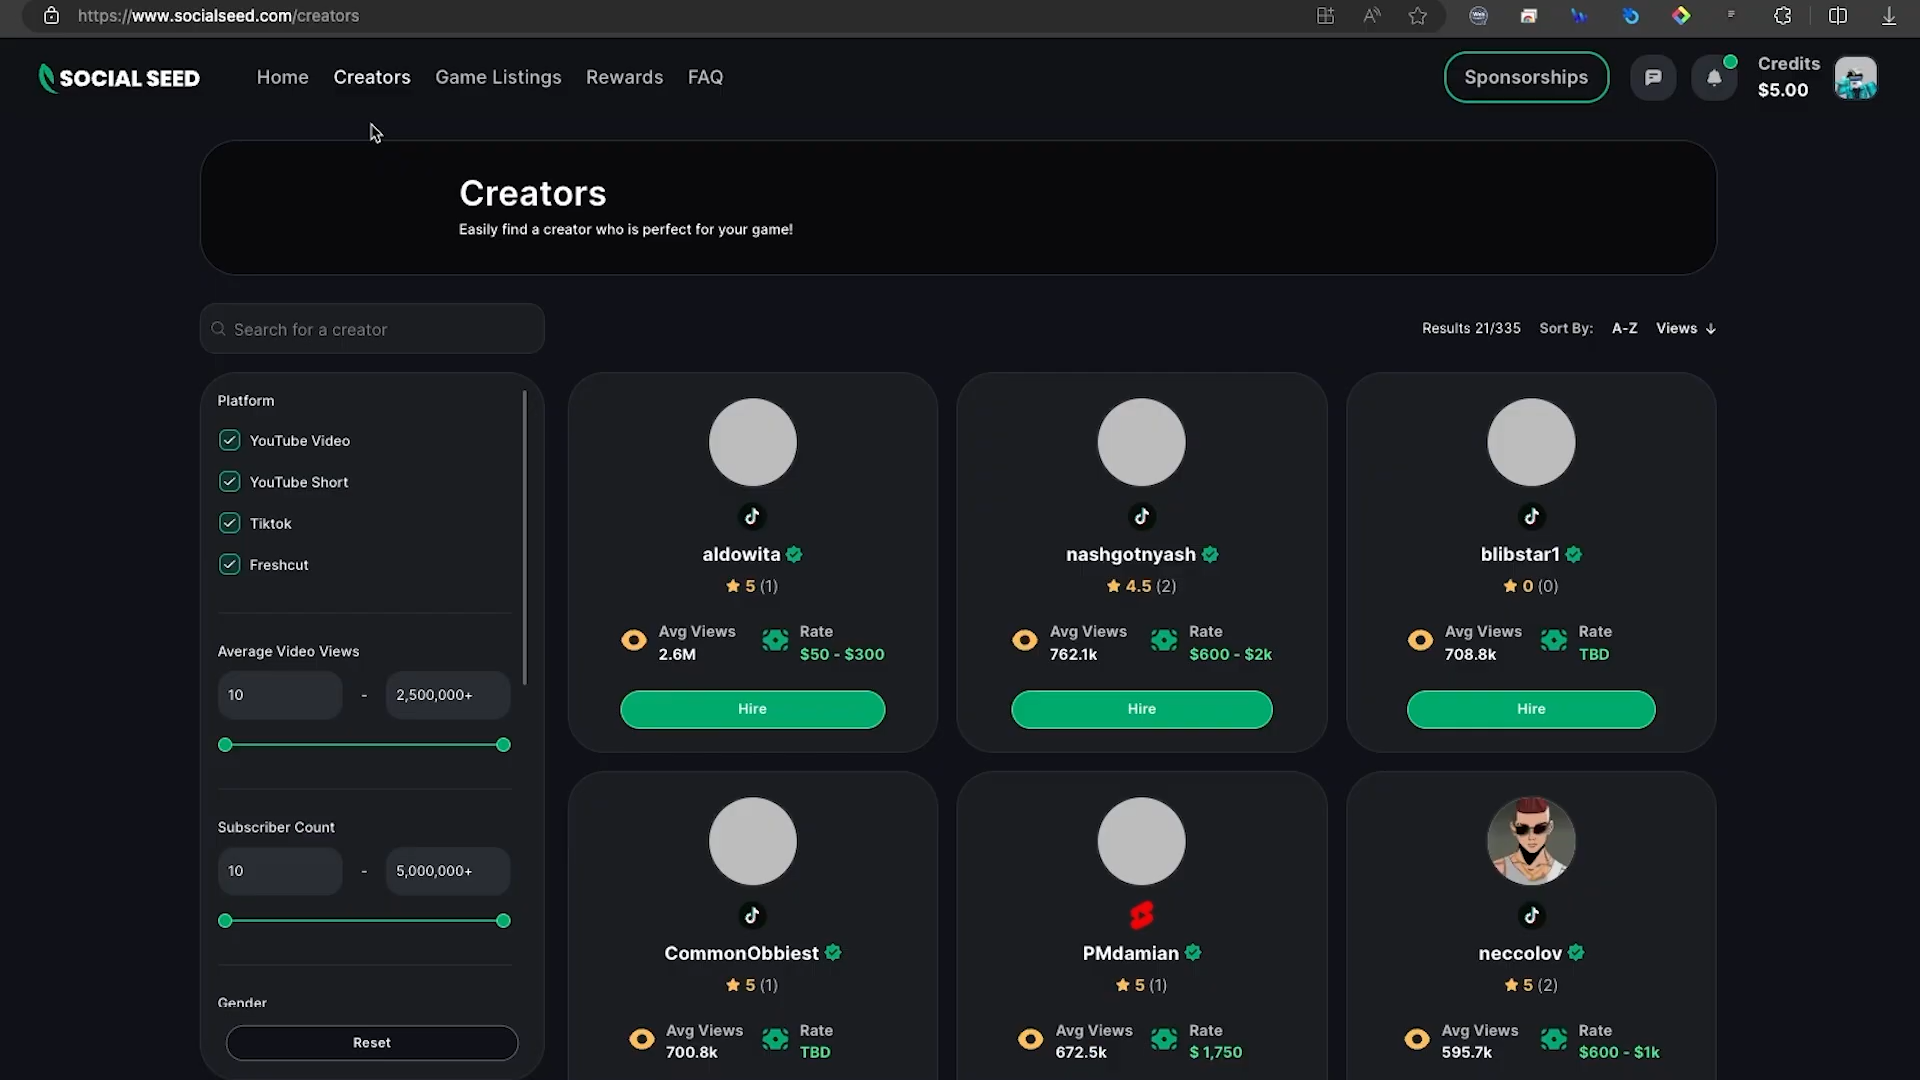 https://www.socialseed.com/creators
SOCIAL SEED
Home
Creators
Game Listings
Rewards
FAQ
Sponsorships
Credits
$5.00
Creators
Easily find a creator who is perfect for your game!
Search for a creator
Results 21/335
Sort By:
A-Z
Views
Platform
YouTube Video
YouTube Short
Tiktok
Freshcut
Average Video Views
10 - 2,500,000+
Subscriber Count
10 - 5,000,000+
Gender
Reset
aldowita
5 (1)
Avg Views
2.6M
Rate
$50 - $300
Hire
nashgotnyash
4.5 (2)
Avg Views
762.1k
Rate
$600 - $2k
Hire
blibstar1
0 (0)
Avg Views
708.8k
Rate
TBD
Hire
CommonObbiest
5 (1)
Avg Views
700.8k
Rate
TBD
PMdamian
5 (1)
Avg Views
672.5k
Rate
$ 1,750
neccolov
5 (2)
Avg Views
595.7k
Rate
$600 - $1k